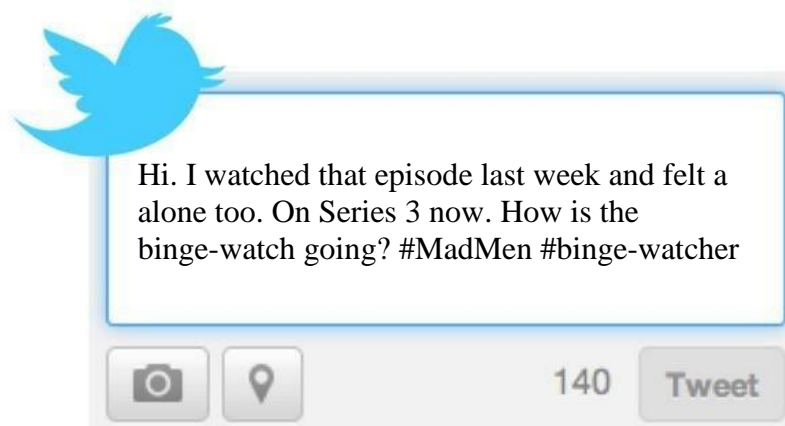 Hi. I watched that episode last week and felt a
alone too. On Series 3 now. How is the
binge-watch going? #MadMen #binge-watcher
140 Tweet